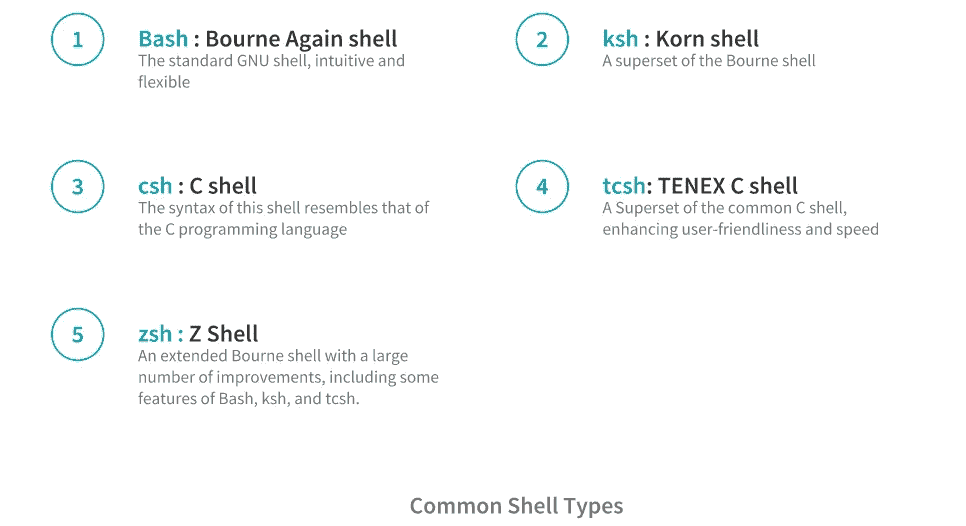 1
Bash : Bourne Again shell
The standard GNU shell, intuitive and
flexible
2
ksh : Korn shell
A superset of the Bourne shell
3
csh : C shell
The syntax of this shell resembles that of
the C programming language
4
tcsh: TENEX C shell
A Superset of the common C shell,
enhancing user-friendliness and speed
5
zsh : Z Shell
An extended Bourne shell with a large
number of improvements, including some
features of Bash, ksh, and tcsh.
Common Shell Types